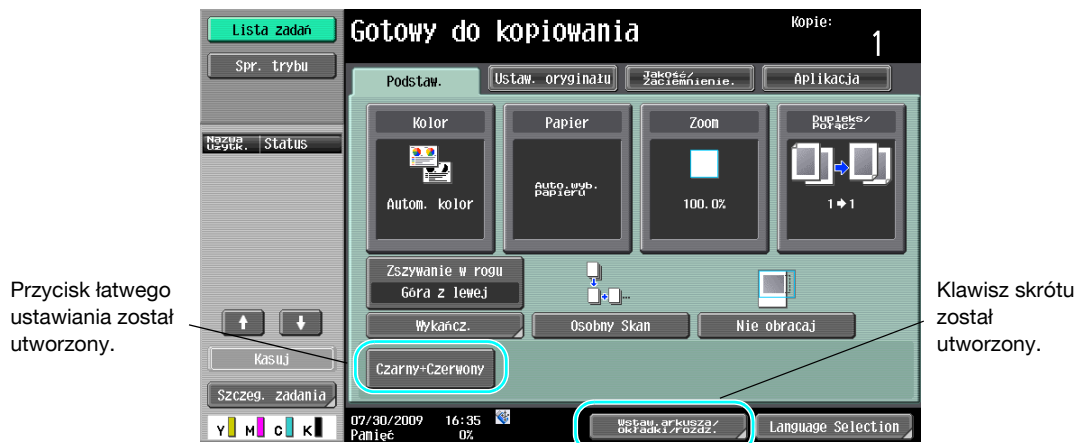 Lista zadań
Spr. trybu
Nazwa
Użytk.
Status
Kasuj
Szczeg. zadania
Y M C K
Gotowy do kopiowania
Kopie:
1
Podstaw.
Ustaw. oryginału
Jakość/
Zaciemnienie.
Aplikacja
Kolor
Autom. kolor
Papier
Auto.wyb.
papieru
Zoom
100.0%
Dupleks/
Połącz
1 → 1
Zszywanie w rogu
Góra z lewej
Wykańcz.
Osobny Skan
Nie obracaj
Czarny+Czerwony
07/30/2009 16:35
Pamięć 0%
Wstaw.arkusza/
okładki/rozdz.
Language Selection
Przycisk łatwego
ustawiania został
utworzony.
Klawisz skrótu
został
utworzony.